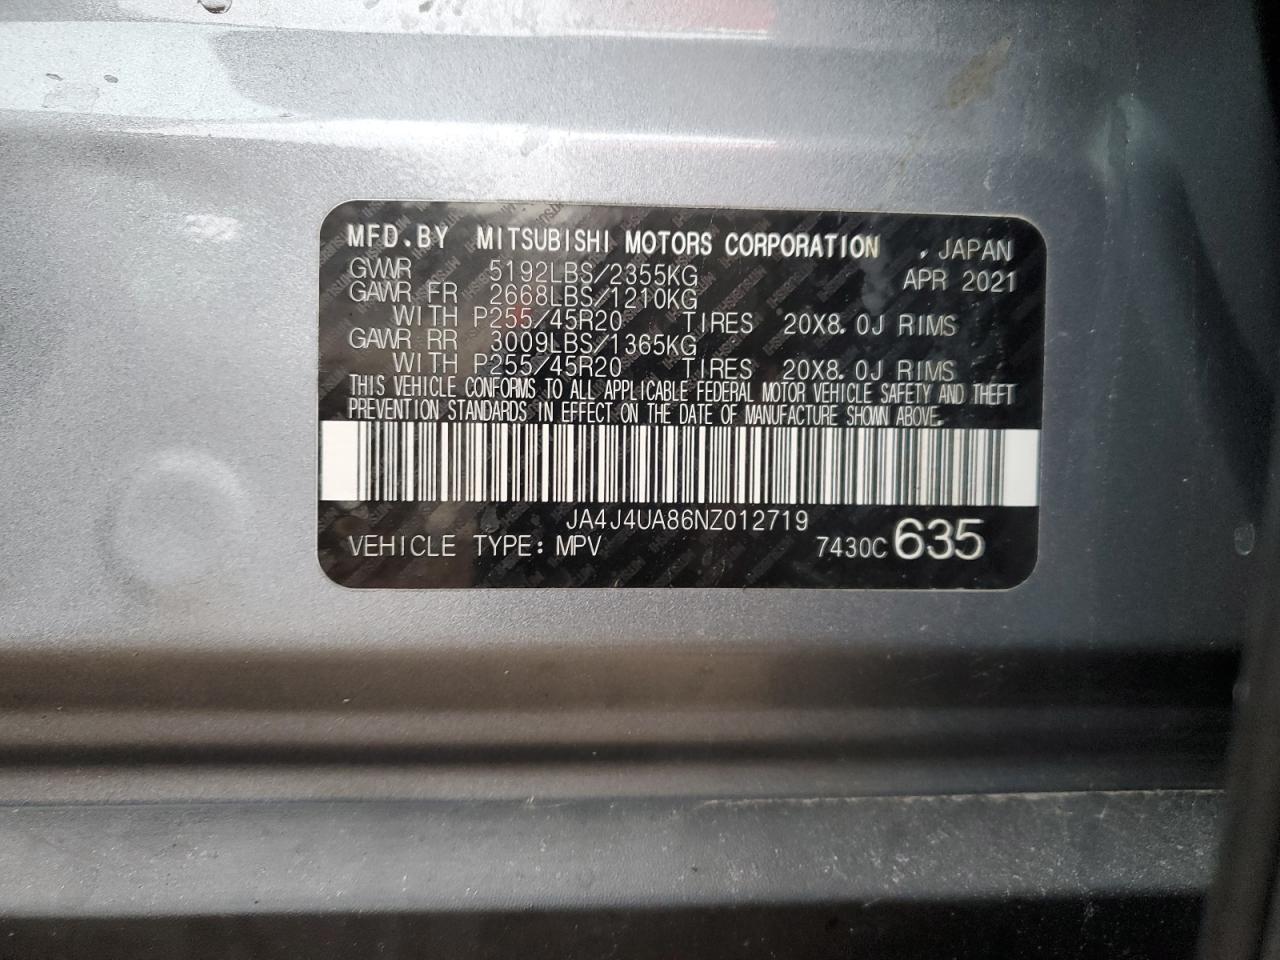 MFD.BY MITSUBISHI MOTORS CORPORATION , JAPAN
GVWR 5192LBS/2355KG APR 2021
GAWR FR 2668LBS/1210KG
WITH P255/45R20 TIRES 20X8.0J RIMS
GAWR RR 3009LBS/1365KG
WITH P255/45R20 TIRES 20X8.0J RIMS
THIS VEHICLE CONFORMS TO ALL APPLICABLE FEDERAL MOTOR VEHICLE SAFETY AND THEFT
PREVENTION STANDARDS IN EFFECT ON THE DATE OF MANUFACTURE SHOWN ABOVE.
JA4J4UA86NZ012719
VEHICLE TYPE: MPV 7430C 635